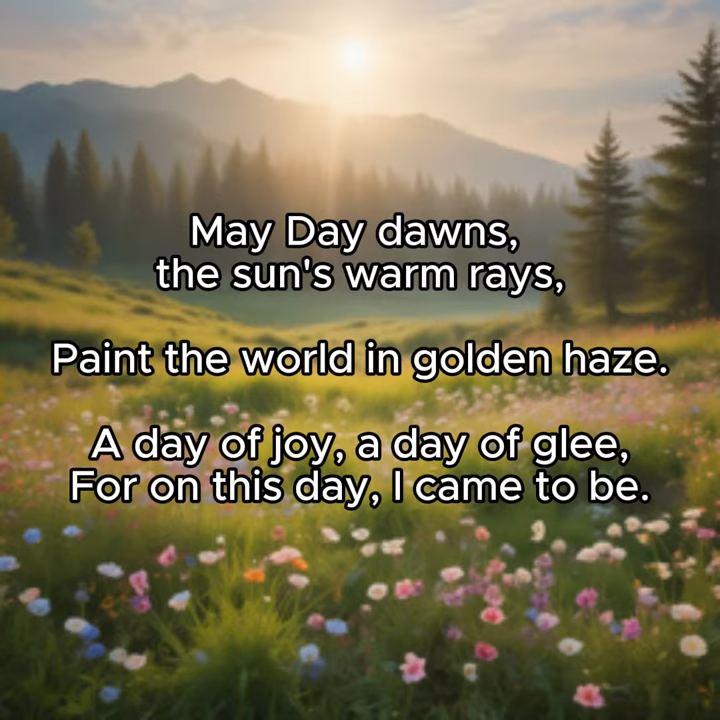 May Day dawns,
the sun's warm rays,
Paint the world in golden haze.
A day of joy, a day of glee,
For on this day, I came to be.